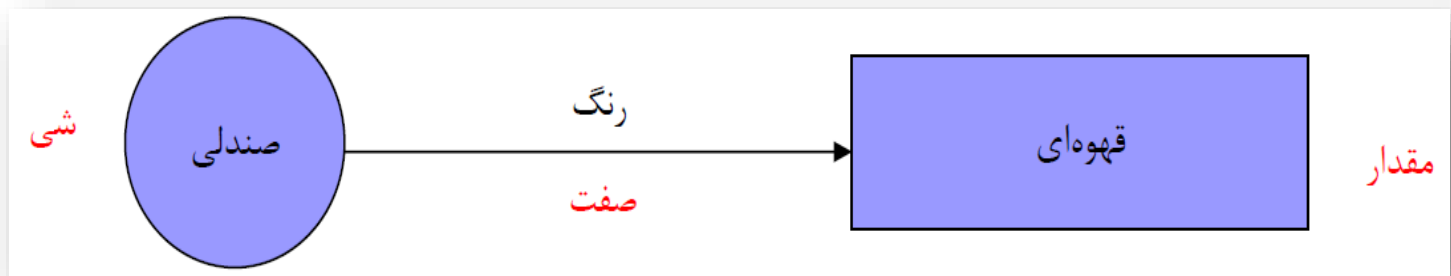 شی
صندلی
رنگ
صفت
قهوه‌ای
مقدار